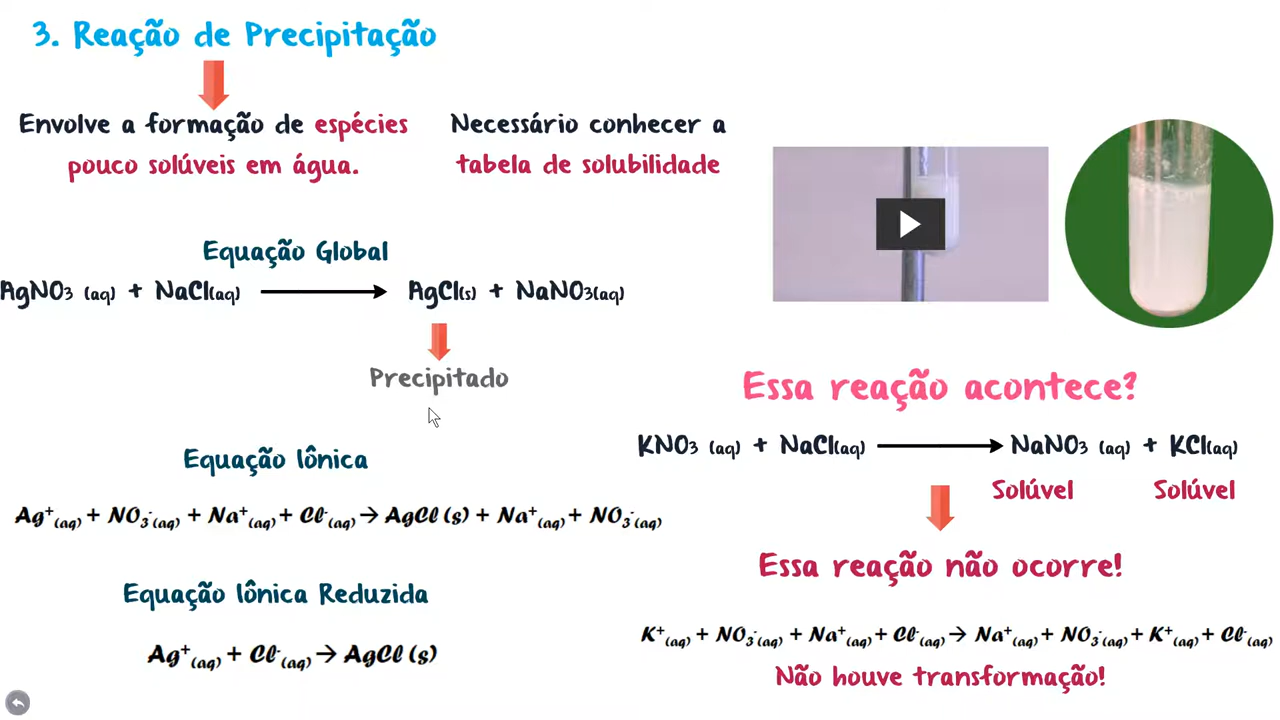 3. Reação de Precipitação
Envolve a formação de espécies
pouco solúveis em água.
Necessário conhecer a
tabela de solubilidade
Equação Global
AgNO₃ (aq) + NaCl(aq) → AgCl(s) + NaNO₃(aq)
Precipitado
Equação Iônica
Ag⁺(aq) + NO₃⁻(aq) + Na⁺(aq) + Cl⁻(aq) → AgCl (s) + Na⁺(aq) + NO₃⁻(aq)
Equação Iônica Reduzida
Ag⁺(aq) + Cl⁻(aq) → AgCl (s)
Essa reação acontece?
KNO₃ (aq) + NaCl(aq) → NaNO₃ (aq) + KCl(aq)
Solúvel Solúvel
Essa reação não ocorre!
K⁺(aq) + NO₃⁻(aq) + Na⁺(aq) + Cl⁻(aq) → Na⁺(aq) + NO₃⁻(aq) + K⁺(aq) + Cl⁻(aq)
Não houve transformação!